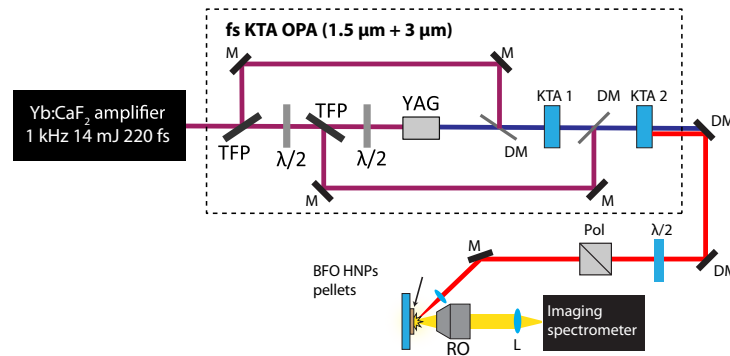 fs KTA OPA (1.5 µm + 3 µm)
M
M
Yb:CaF₂ amplifier
1 kHz 14 mJ 220 fs
TFP
YAG
KTA 1
DM
KTA 2
DM
TFP
λ/2
λ/2
DM
M
M
Pol
λ/2
M
DM
BFO HNPs
pellets
Imaging
spectrometer
RO
L